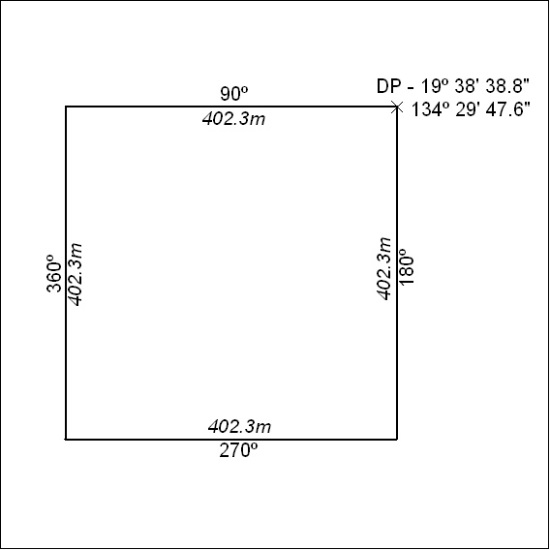 DP - 19º 38' 38.8"
134º 29' 47.6"
90º
402.3m
360º
402.3m
402.3m
180º
402.3m
270º